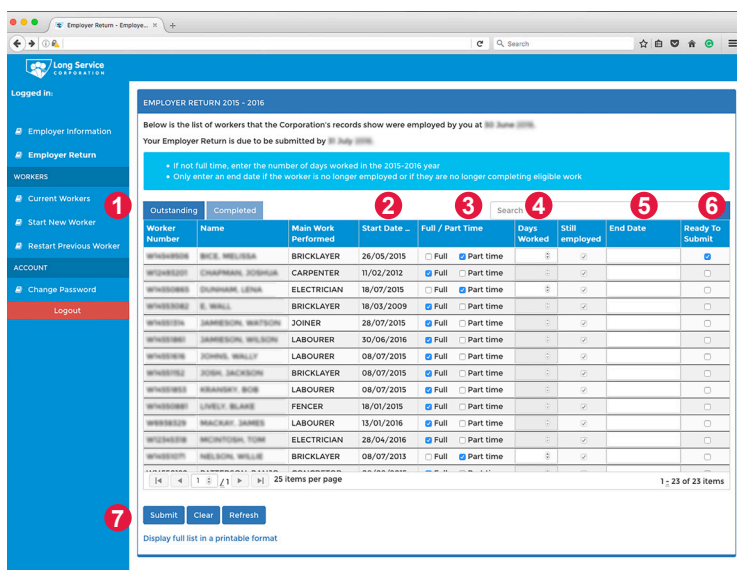 Employer Return - Employe...
Search
Long Service
CORPORATION
Logged in:
Employer Information
Employer Return
WORKERS
Current Workers
Start New Worker
Restart Previous Worker
ACCOUNT
Change Password
Logout
EMPLOYER RETURN 2015 - 2016
Below is the list of workers that the Corporation's records show were employed by you at
Your Employer Return is due to be submitted by
If not full time, enter the number of days worked in the 2015-2016 year
Only enter an end date if the worker is no longer employed or if they are no longer completing eligible work
1 2 3 4 5 6
Outstanding Completed Search
Worker Number Name Main Work Performed Start Date Full / Part Time Days Worked Still employed End Date Ready To Submit
BRICKLAYER 26/05/2015 Full Part time
CARPENTER 11/02/2012 Full Part time
ELECTRICIAN 18/07/2015 Full Part time
BRICKLAYER 18/03/2009 Full Part time
JOINER 28/07/2015 Full Part time
LABOURER 30/06/2016 Full Part time
LABOURER 08/07/2015 Full Part time
BRICKLAYER 08/07/2015 Full Part time
LABOURER 08/07/2015 Full Part time
FENCER 18/01/2015 Full Part time
LABOURER 13/01/2016 Full Part time
ELECTRICIAN 28/04/2016 Full Part time
BRICKLAYER 08/07/2013 Full Part time
1 / 1 25 items per page 1 - 23 of 23 items
7
Submit Clear Refresh
Display full list in a printable format